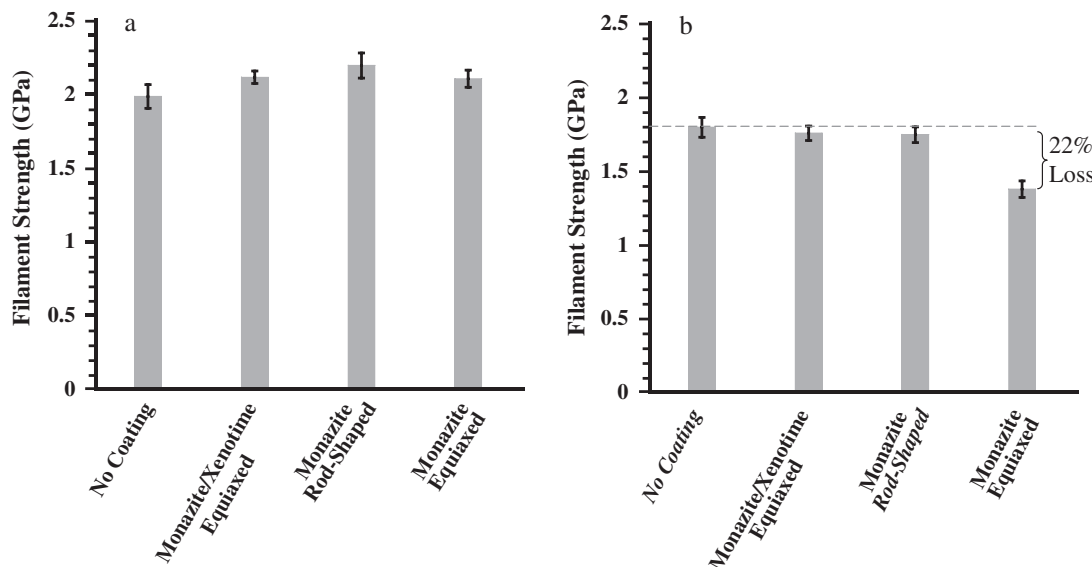 a
Filament Strength (GPa)
2.5
2
1.5
1
0.5
0
No Coating
Monazite/Xenotime
Equiaxed
Monazite
Rod-Shaped
Monazite
Equiaxed
b
Filament Strength (GPa)
2.5
2
1.5
1
0.5
0
22%
Loss
No Coating
Monazite/Xenotime
Equiaxed
Monazite
Rod-Shaped
Monazite
Equiaxed